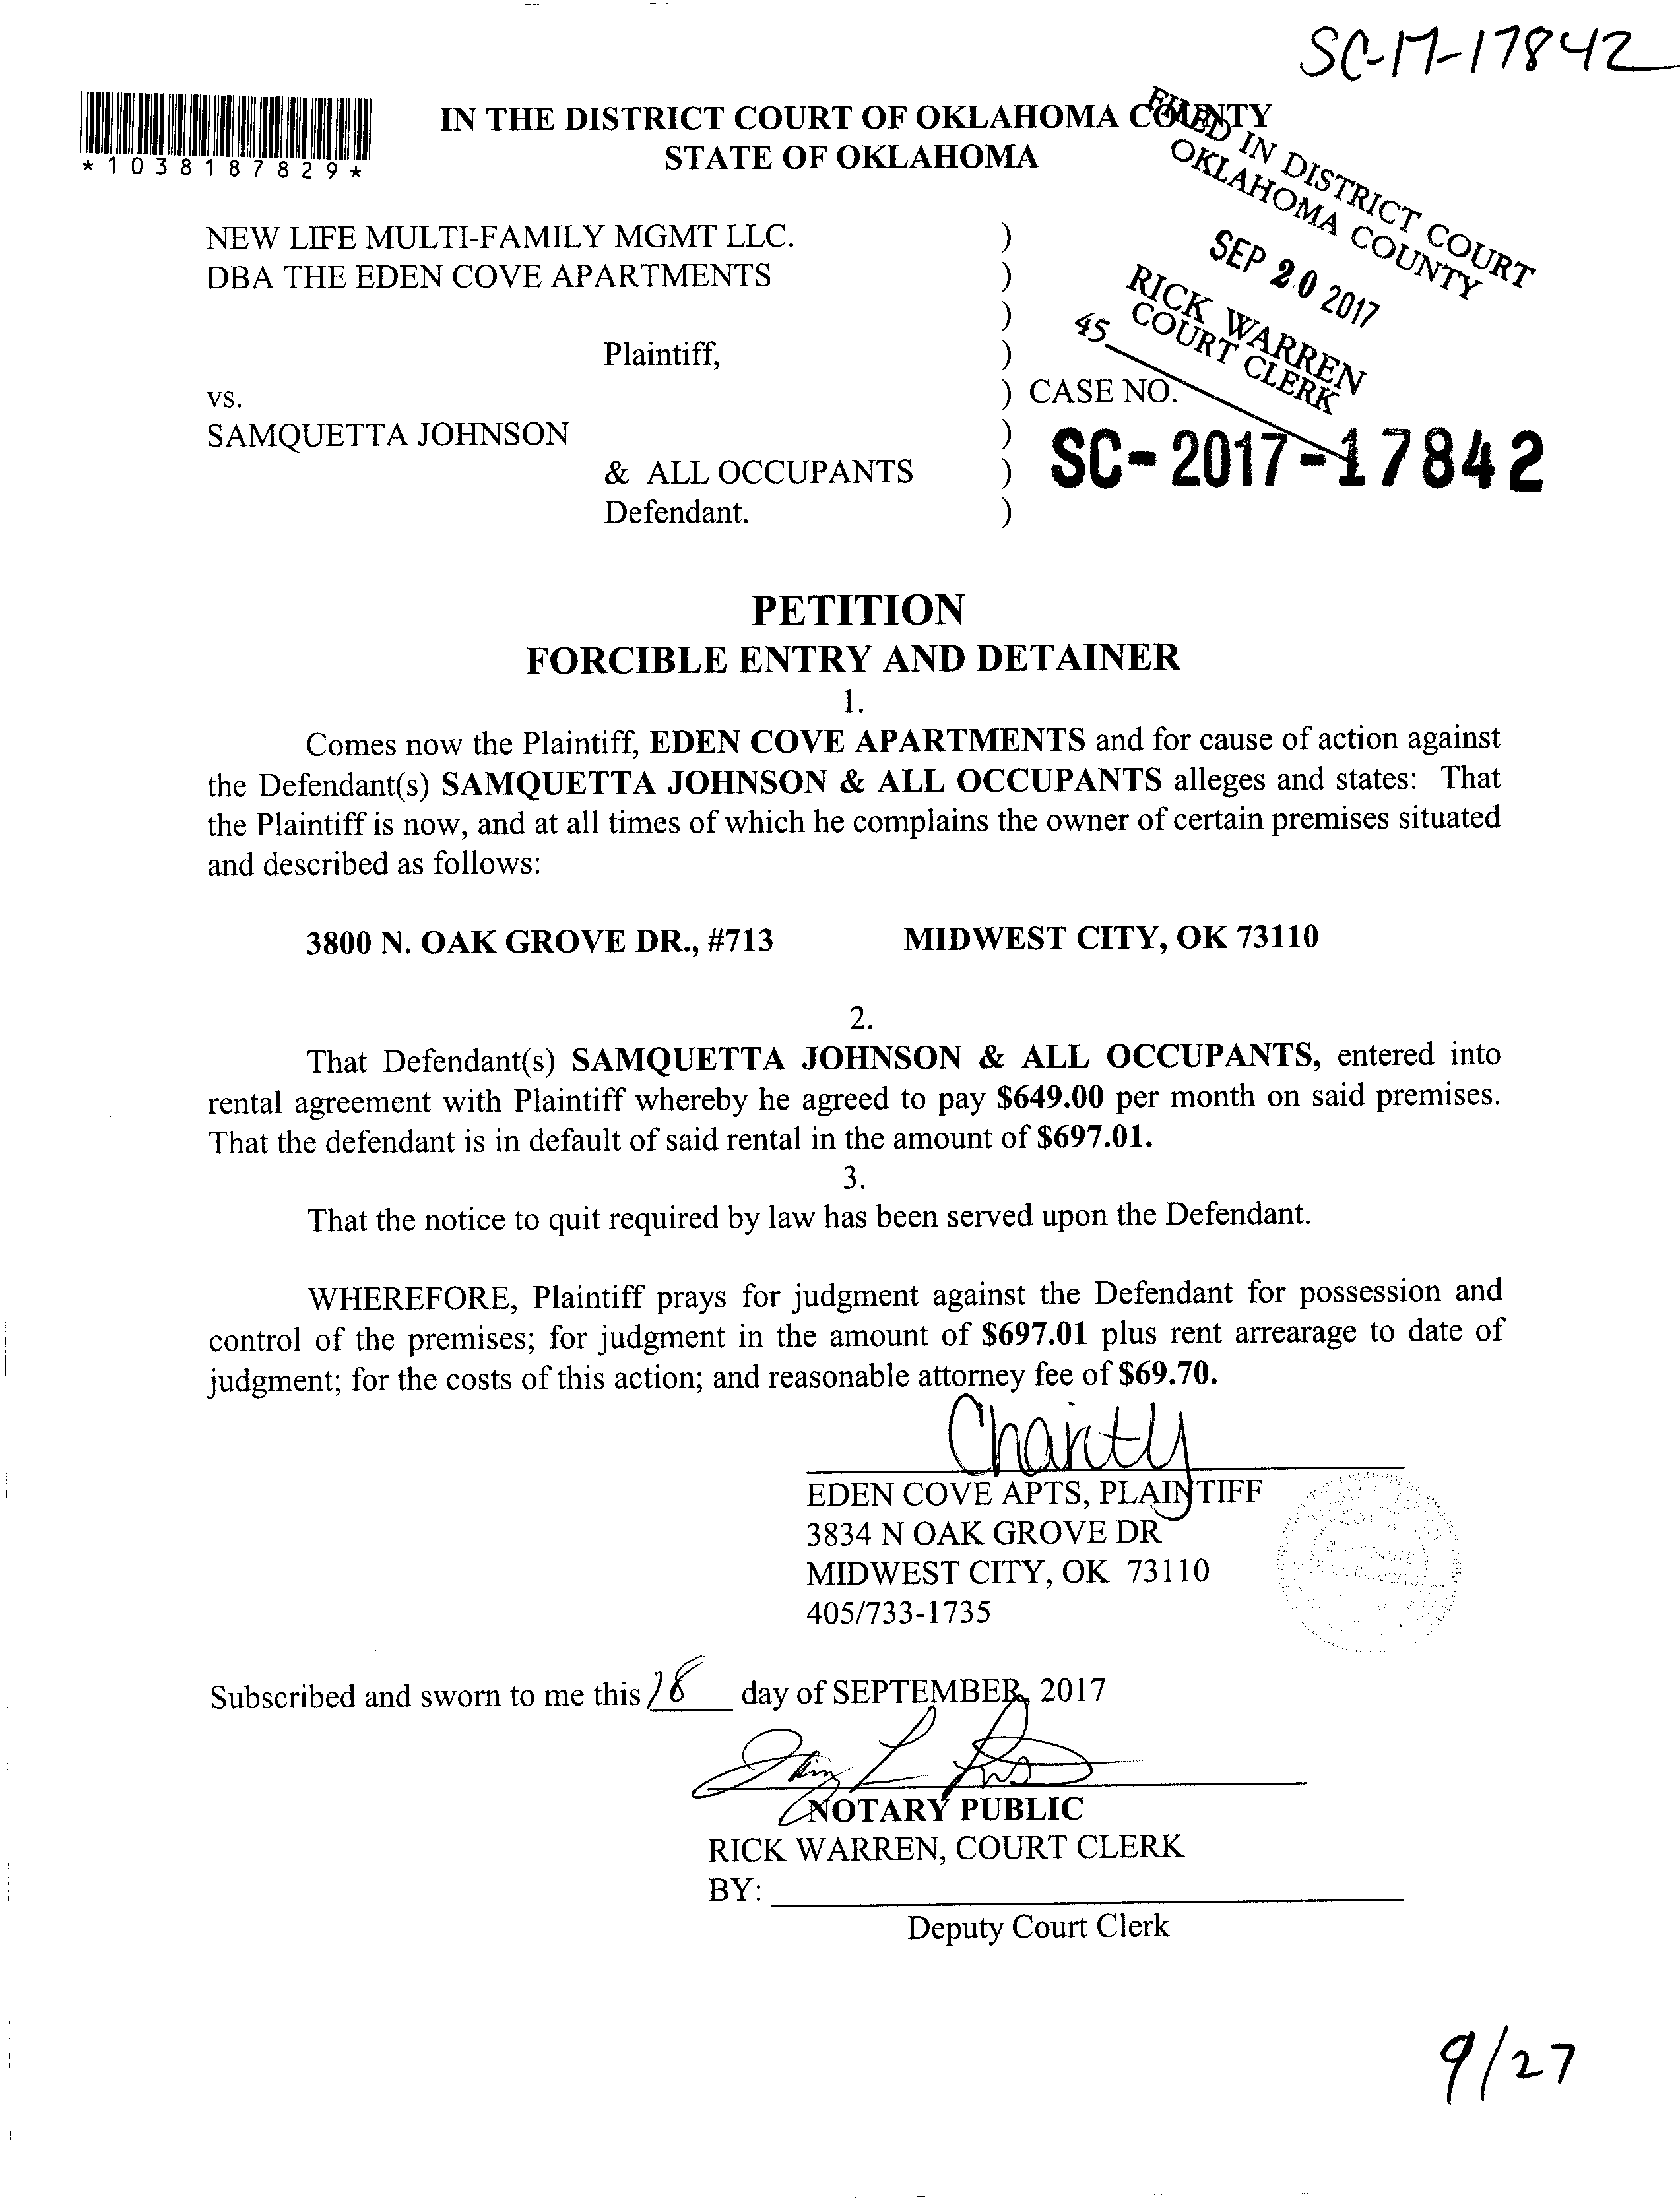 SC-17-17842
*1038187829*
IN THE DISTRICT COURT OF OKLAHOMA COUNTY
STATE OF OKLAHOMA
FILED IN DISTRICT COURT
OKLAHOMA COUNTY
SEP 20 2017
RICK WARREN
COURT CLERK
45
NEW LIFE MULTI-FAMILY MGMT LLC. )
DBA THE EDEN COVE APARTMENTS )
)
Plaintiff, )
vs. ) CASE NO.
SAMQUETTA JOHNSON )
SC-2017-17842
& ALL OCCUPANTS )
Defendant. )
PETITION
FORCIBLE ENTRY AND DETAINER
1.
Comes now the Plaintiff, EDEN COVE APARTMENTS and for cause of action against
the Defendant(s) SAMQUETTA JOHNSON & ALL OCCUPANTS alleges and states: That
the Plaintiff is now, and at all times of which he complains the owner of certain premises situated
and described as follows:
3800 N. OAK GROVE DR., #713 MIDWEST CITY, OK 73110
2.
That Defendant(s) SAMQUETTA JOHNSON & ALL OCCUPANTS, entered into
rental agreement with Plaintiff whereby he agreed to pay $649.00 per month on said premises.
That the defendant is in default of said rental in the amount of $697.01.
3.
That the notice to quit required by law has been served upon the Defendant.
WHEREFORE, Plaintiff prays for judgment against the Defendant for possession and
control of the premises; for judgment in the amount of $697.01 plus rent arrearage to date of
judgment; for the costs of this action; and reasonable attorney fee of $69.70.
Charity
EDEN COVE APTS, PLAINTIFF
3834 N OAK GROVE DR
MIDWEST CITY, OK 73110
405/733-1735
Subscribed and sworn to me this 18 day of SEPTEMBER, 2017
NOTARY PUBLIC
RICK WARREN, COURT CLERK
BY:
Deputy Court Clerk
9/27